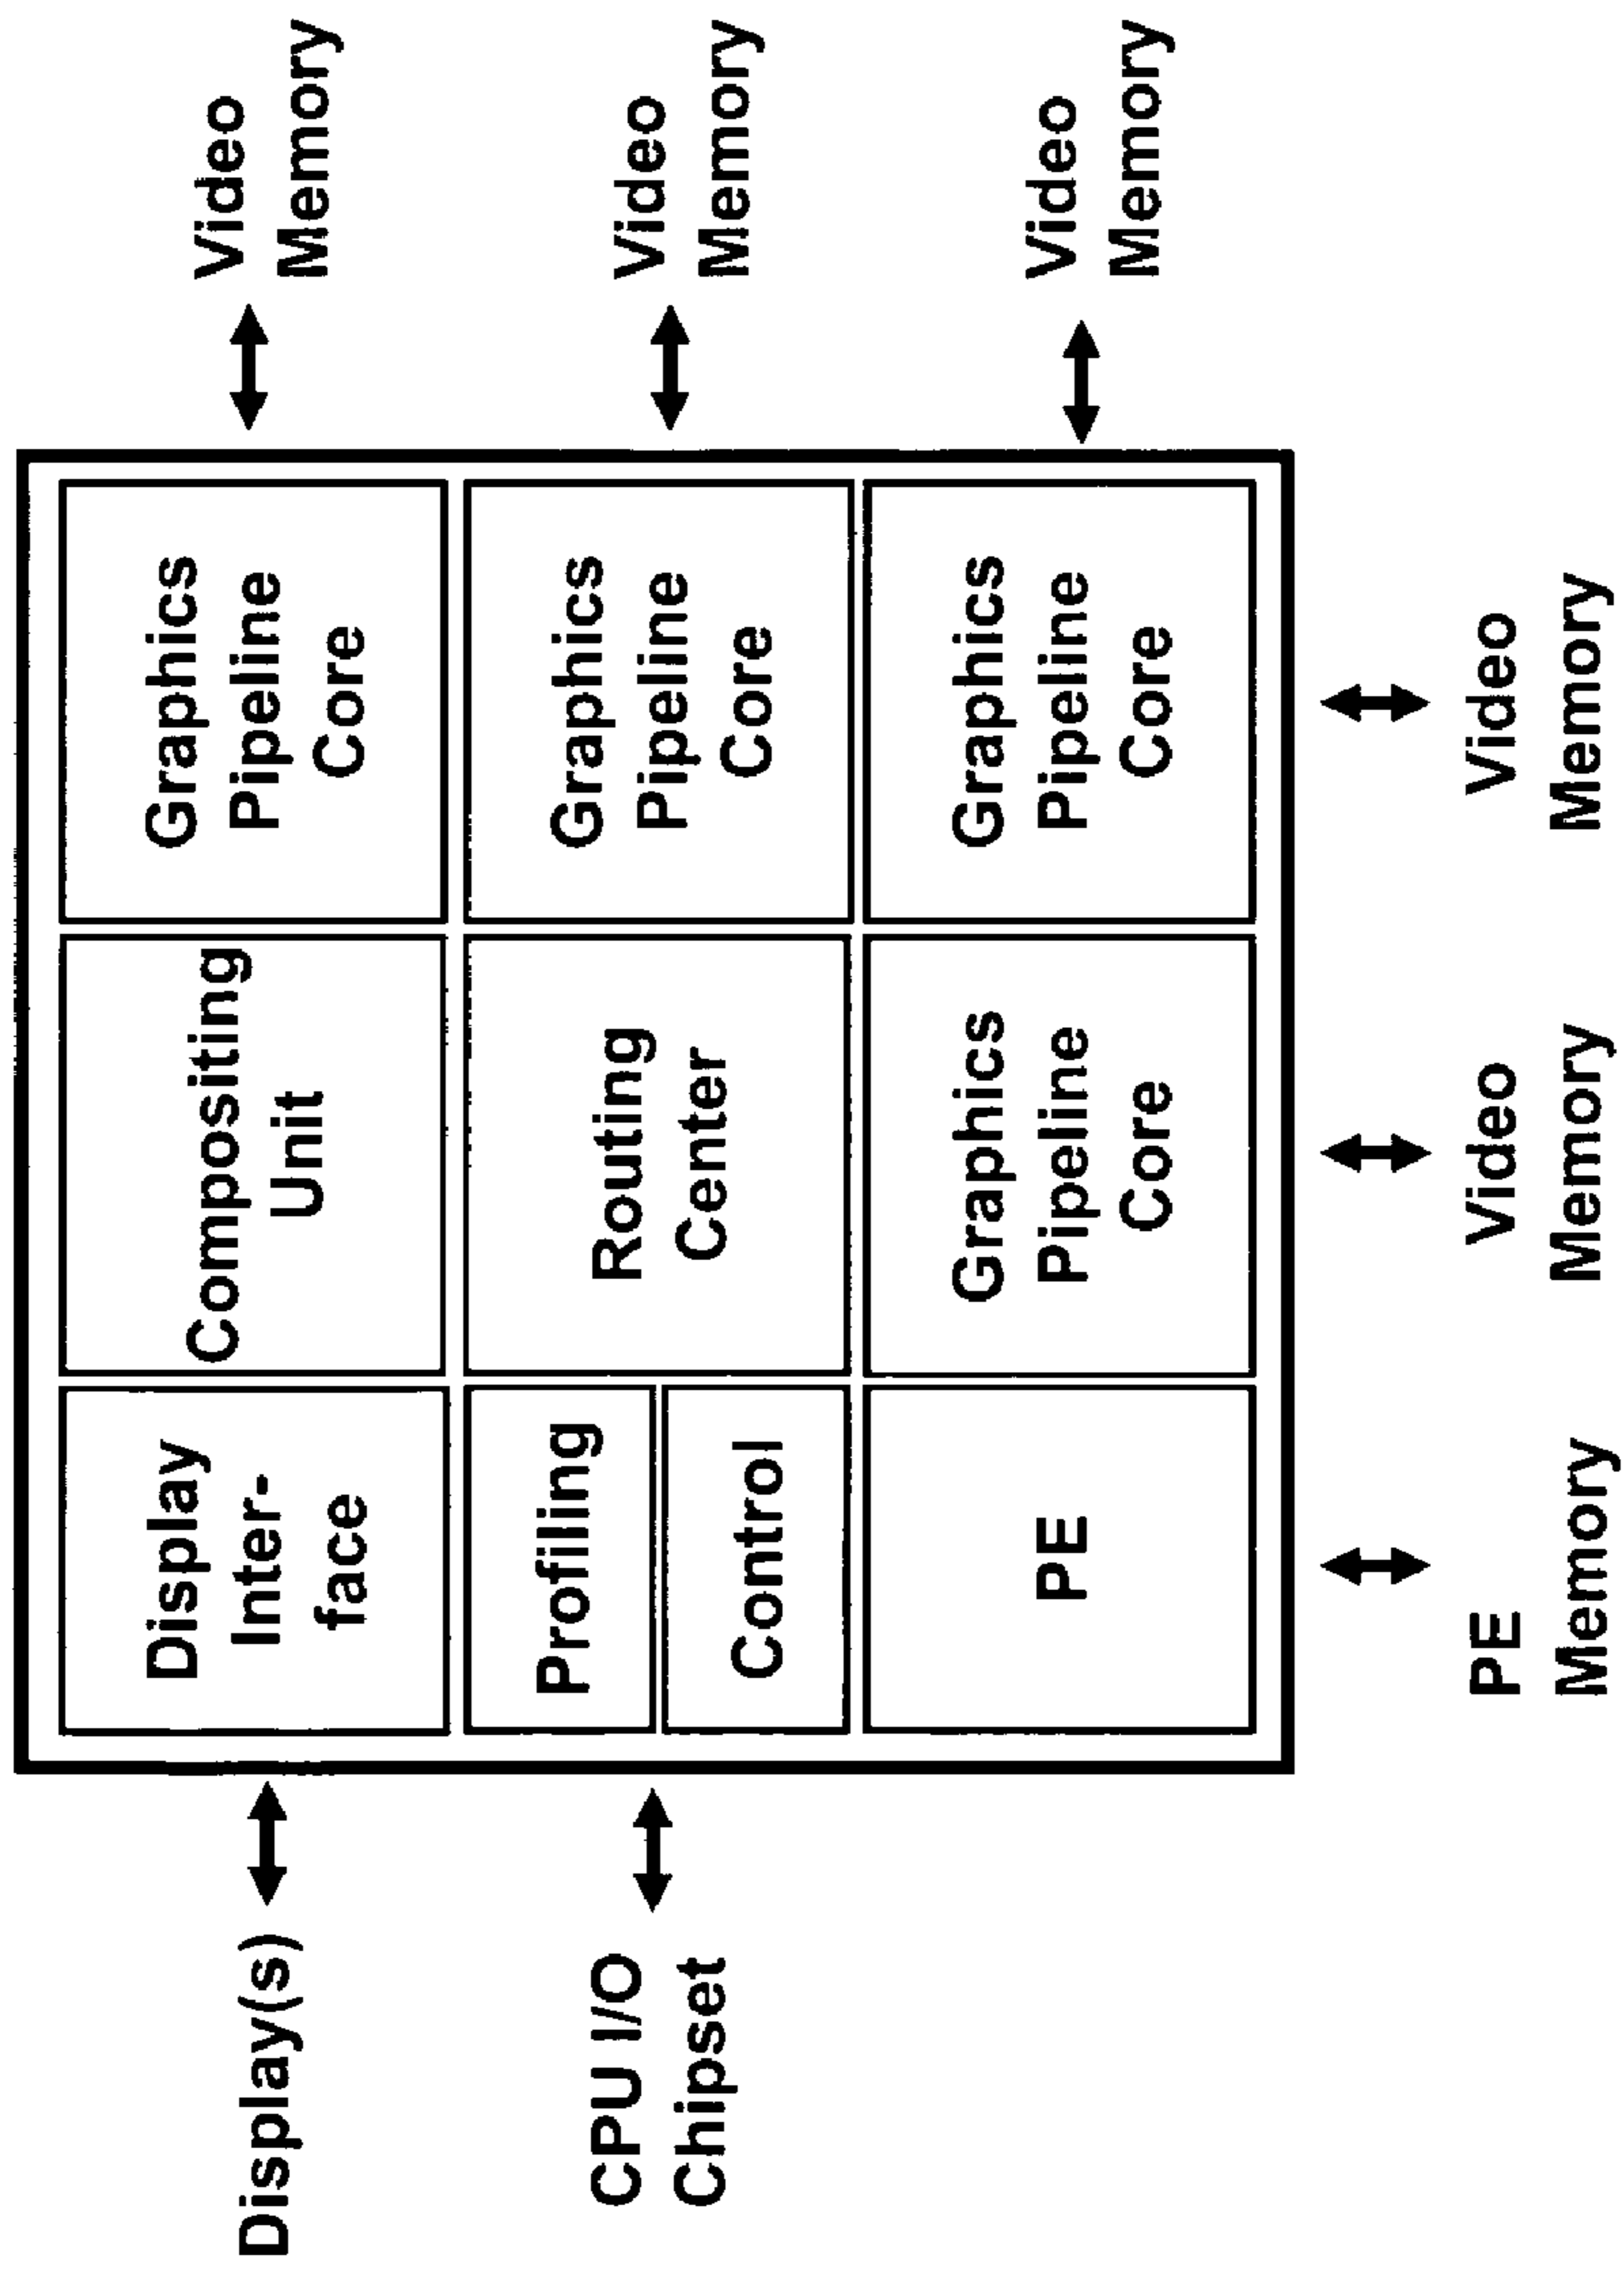 Display(s)
Display
Inter-
face
Compositing
Unit
Graphics
Pipeline
Core
Video
Memory
CPU I/O
Chipset
Profiling
Control
Routing
Center
Graphics
Pipeline
Core
Video
Memory
PE
Graphics
Pipeline
Core
Graphics
Pipeline
Core
Video
Memory
PE
Memory
Video
Memory
Video
Memory